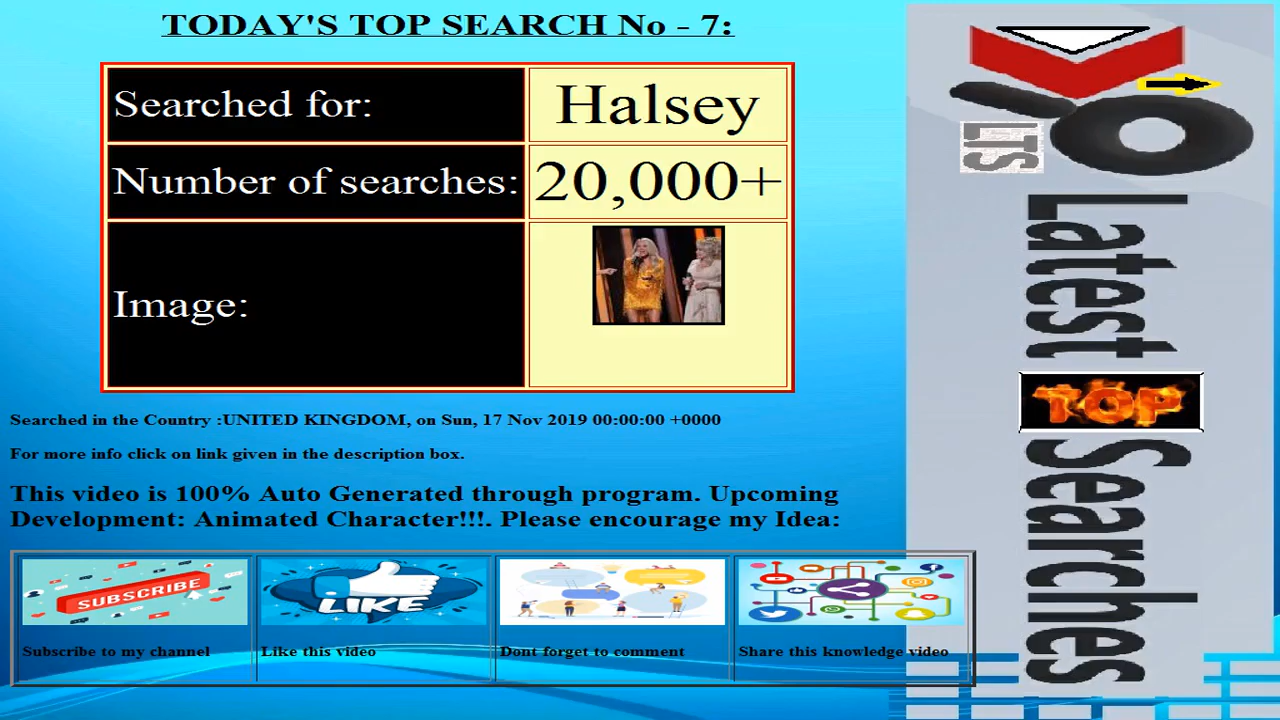 TODAY'S TOP SEARCH No - 7:
Searched for:
Halsey
Number of searches:
20,000+
Image:
Searched in the Country :UNITED KINGDOM, on Sun, 17 Nov 2019 00:00:00 +0000
For more info click on link given in the description box.
This video is 100% Auto Generated through program. Upcoming
Development: Animated Character!!!. Please encourage my Idea:
SUBSCRIBE
LIKE
Subscribe to my channel
Like this video
Dont forget to comment
Share this knowledge video
LTS
Latest
TOP
Searches